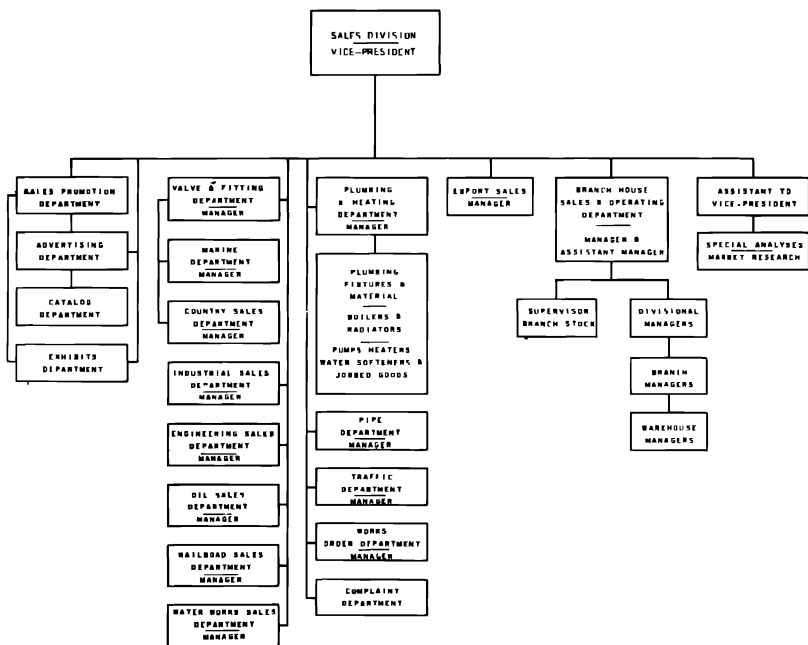 SALES DIVISION
VICE-PRESIDENT
SALES PROMOTION
DEPARTMENT
ADVERTISING
DEPARTMENT
CATALOG
DEPARTMENT
EXHIBITS
DEPARTMENT
VALVE & FITTING
DEPARTMENT
MANAGER
MARINE
DEPARTMENT
MANAGER
COUNTRY SALES
DEPARTMENT
MANAGER
INDUSTRIAL SALES
DEPARTMENT
MANAGER
ENGINEERING SALES
DEPARTMENT
MANAGER
OIL SALES
DEPARTMENT
MANAGER
RAILROAD SALES
DEPARTMENT
MANAGER
WATER WORKS SALES
DEPARTMENT
MANAGER
PLUMBING
& HEATING
DEPARTMENT
MANAGER
PLUMBING
FIXTURES &
MATERIAL
BOILERS &
RADIATORS
PUMPS HEATERS
WATER SOFTENERS &
JOBBED GOODS
PIPE
DEPARTMENT
MANAGER
TRAFFIC
DEPARTMENT
MANAGER
WORKS
ORDER DEPARTMENT
MANAGER
COMPLAINT
DEPARTMENT
EXPORT SALES
MANAGER
BRANCH HOUSE
SALES & OPERATING
DEPARTMENT
MANAGER &
ASSISTANT MANAGER
SUPERVISOR
BRANCH STOCK
DIVISIONAL
MANAGERS
BRANCH
MANAGERS
WAREHOUSE
MANAGERS
ASSISTANT TO
VICE-PRESIDENT
SPECIAL ANALYSES
MARKET RESEARCH